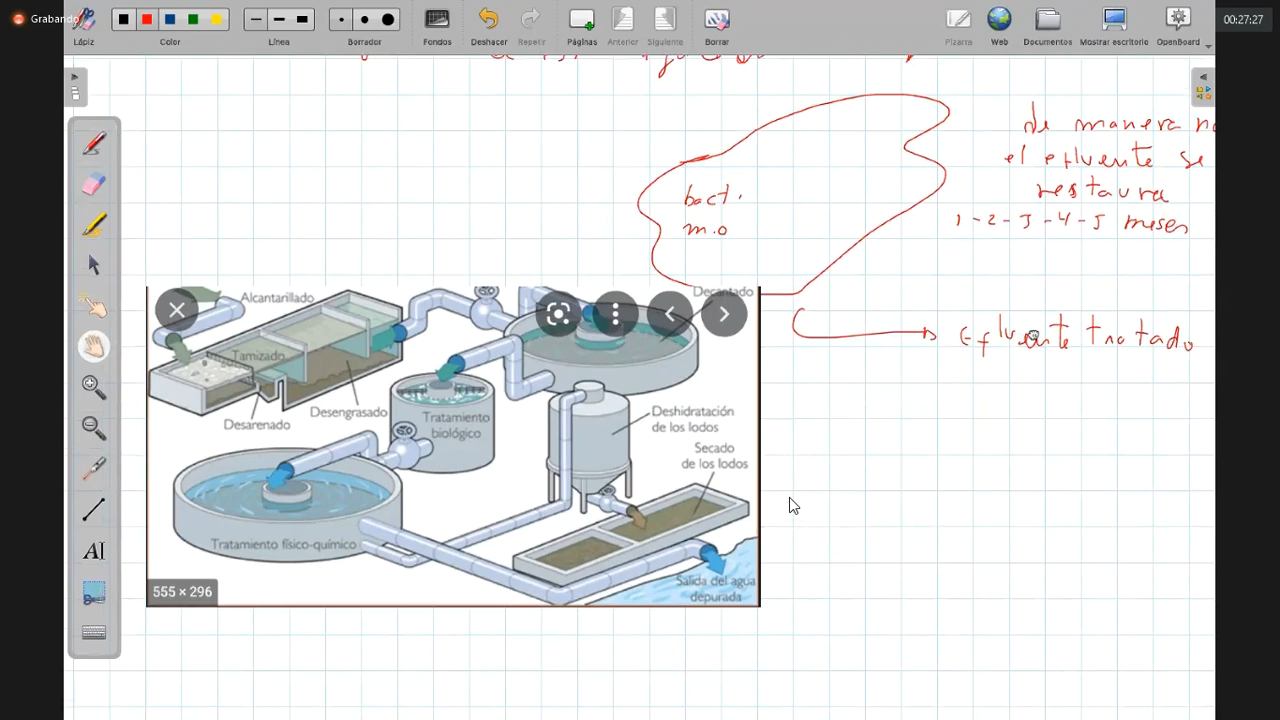 Grabando
Lápiz
Color
Línea
Borrador
Fondos
Deshacer
Repetir
Páginas
Anterior
Siguiente
Borrar
Pizarra
Web
Documentos
Mostrar escritorio
OpenBoard
00:27:27
de manera
el efluente se
restaura
1-2-3-4-5 meses
bact.
m.o
Efluente tratado
Alcantarillado
Decantado
Tamizado
Desengrasado
Desarenado
Tratamiento
biológico
Deshidratación
de los lodos
Secado
de los lodos
Tratamiento físico-químico
Salida del agua
depurada
555 × 296
AI